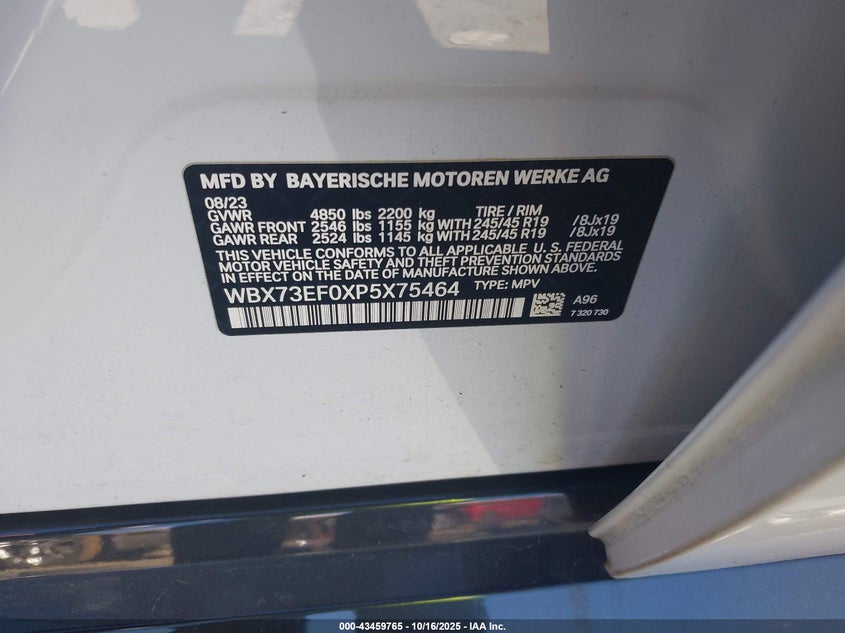 MFD BY BAYERISCHE MOTOREN WERKE AG
08/23
GVWR 4850 lbs 2200 kg TIRE / RIM
GAWR FRONT 2546 lbs 1155 kg WITH 245/45 R19 /8Jx19
GAWR REAR 2524 lbs 1145 kg WITH 245/45 R19 /8Jx19
THIS VEHICLE CONFORMS TO ALL APPLICABLE U. S. FEDERAL
MOTOR VEHICLE SAFETY AND THEFT PREVENTION STANDARDS
IN EFFECT ON THE DATE OF MANUFACTURE SHOWN ABOVE.
WBX73EF0XP5X75464 TYPE: MPV
A96
7 320 730
000-43459765 - 10/16/2025 - IAA Inc.